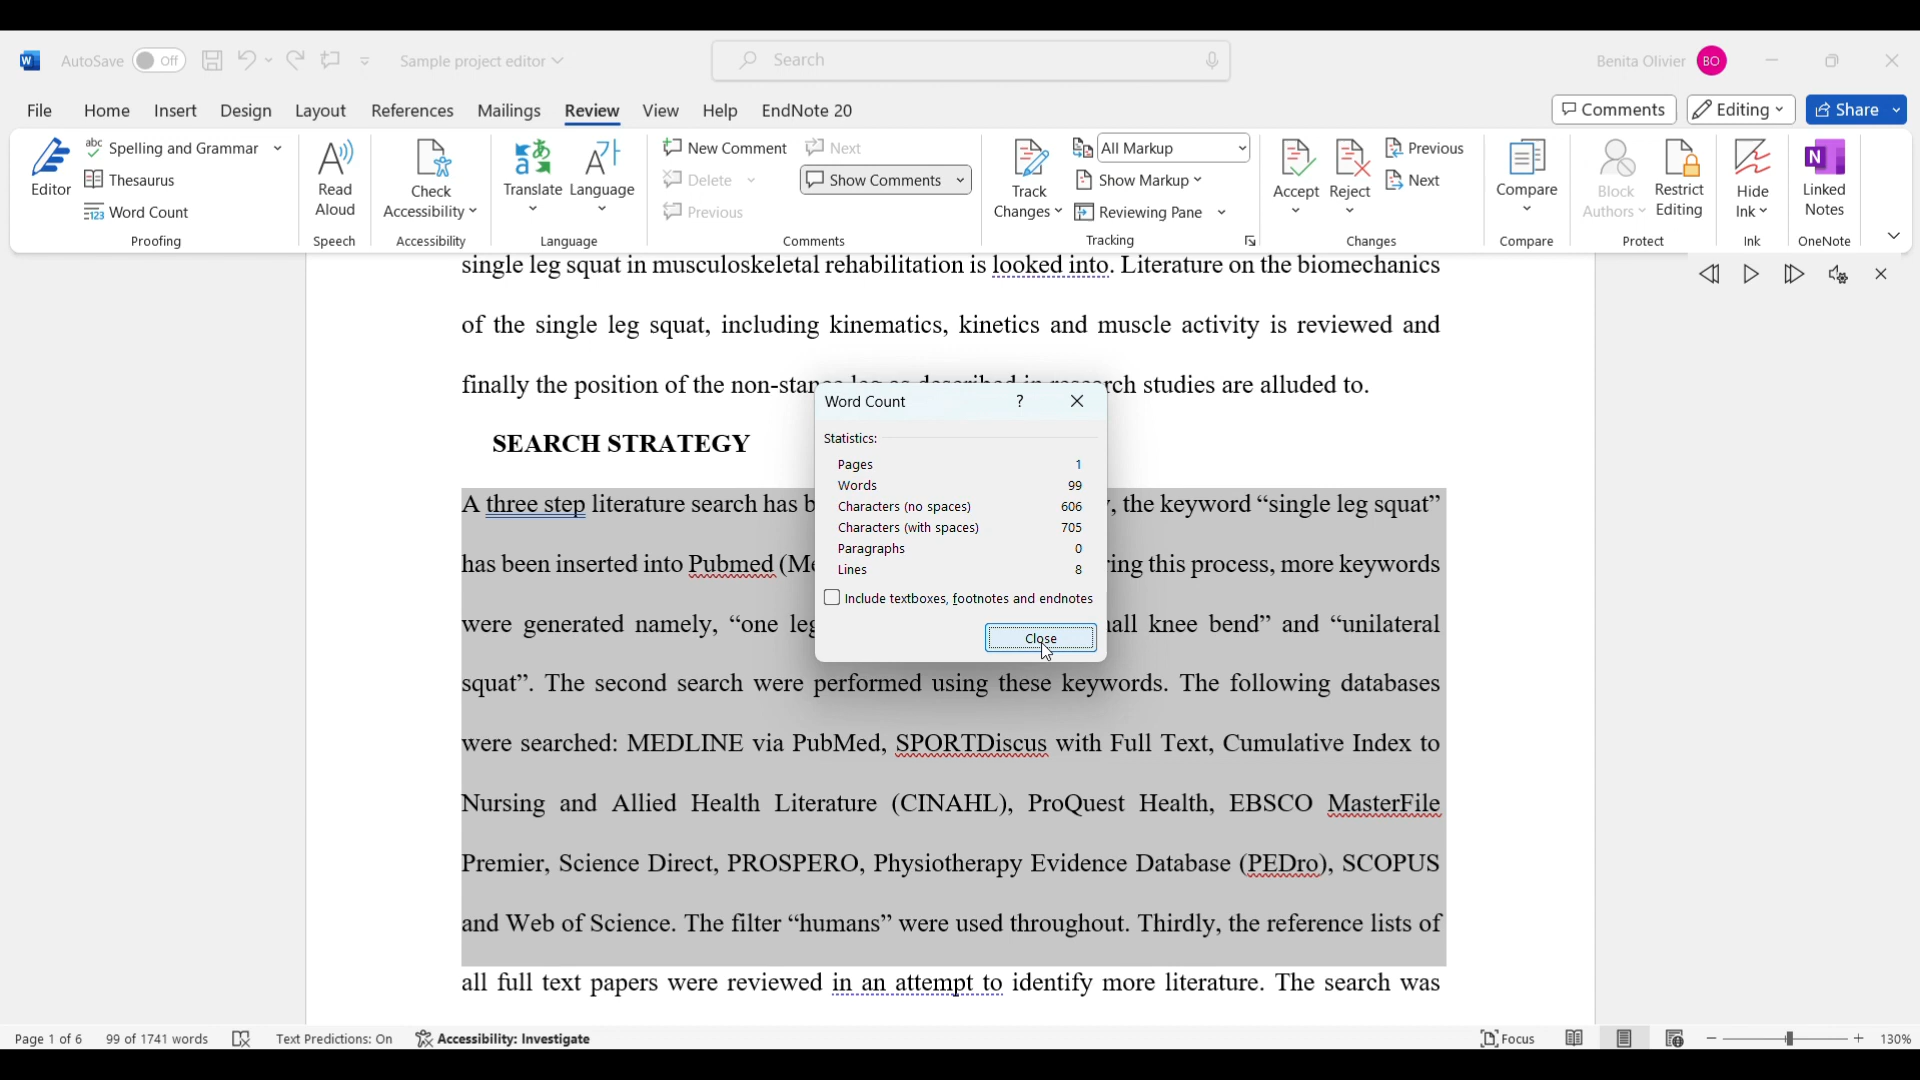 AutoSave Off Sample project editor Search Benita Olivier BO
File Home Insert Design Layout References Mailings Review View Help EndNote 20 Comments Editing Share
Editor
abc Spelling and Grammar
Thesaurus
123 Word Count
Proofing
Read Aloud
Speech
Check Accessibility
Accessibility
Translate Language
Language
New Comment Next
Delete Show Comments
Previous
Comments
Track Changes
All Markup
Show Markup
Reviewing Pane
Tracking
Accept Reject
Previous
Next
Changes
Compare
Compare
Block Authors Restrict Editing
Protect
Hide Ink
Ink
Linked Notes
OneNote
single leg squat in musculoskeletal rehabilitation is looked into. Literature on the biomechanics
of the single leg squat, including kinematics, kinetics and muscle activity is reviewed and
finally the position of the non-stance leg as described in research studies are alluded to.
SEARCH STRATEGY
A three step literature search has b , the keyword “single leg squat”
has been inserted into Pubmed (Me ring this process, more keywords
were generated namely, “one leg all knee bend” and “unilateral
squat”. The second search were performed using these keywords. The following databases
were searched: MEDLINE via PubMed, SPORTDiscus with Full Text, Cumulative Index to
Nursing and Allied Health Literature (CINAHL), ProQuest Health, EBSCO MasterFile
Premier, Science Direct, PROSPERO, Physiotherapy Evidence Database (PEDro), SCOPUS
and Web of Science. The filter “humans” were used throughout. Thirdly, the reference lists of
all full text papers were reviewed in an attempt to identify more literature. The search was
Word Count ?
Statistics:
Pages 1
Words 99
Characters (no spaces) 606
Characters (with spaces) 705
Paragraphs 0
Lines 8
Include textboxes, footnotes and endnotes
Close
Page 1 of 6 99 of 1741 words Text Predictions: On Accessibility: Investigate Focus 130%